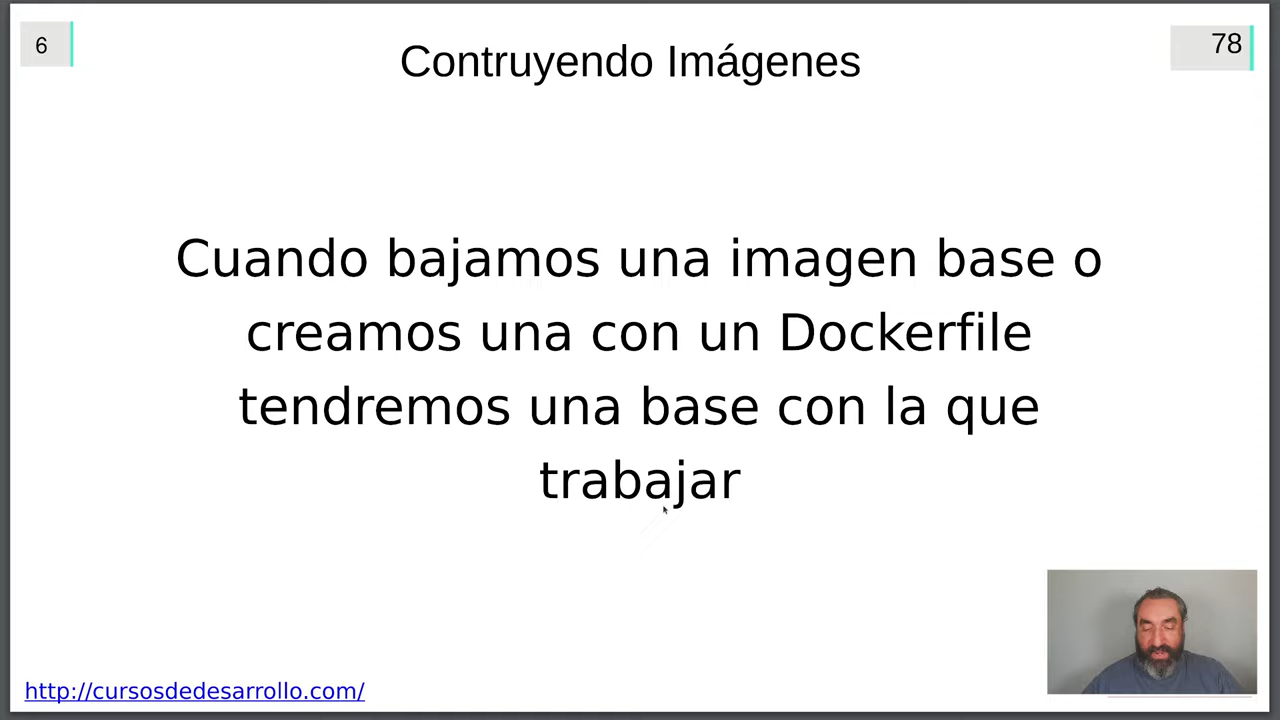 6
Contruyendo Imágenes
78
Cuando bajamos una imagen base o
creamos una con un Dockerfile
tendremos una base con la que
trabajar
http://cursosdedesarrollo.com/